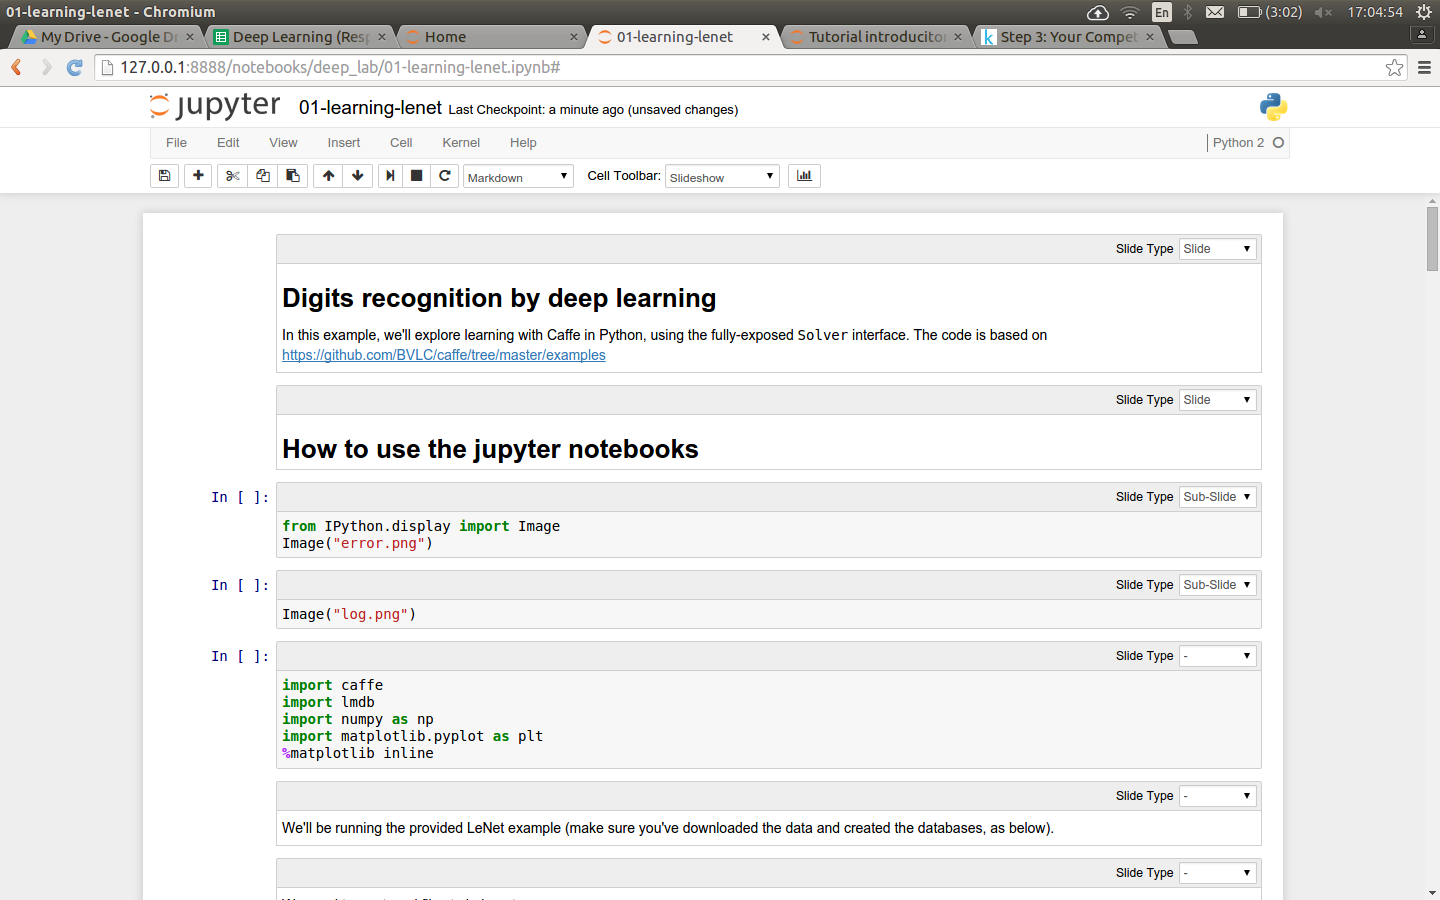 01-learning-lenet - Chromium
En
(3:02)
17:04:54
My Drive - Google Dr
Deep Learning (Resp
Home
01-learning-lenet
Tutorial introducitor
Step 3: Your Compet
127.0.0.1:8888/notebooks/deep_lab/01-learning-lenet.ipynb#
jupyter
01-learning-lenet Last Checkpoint: a minute ago (unsaved changes)
File Edit View Insert Cell Kernel Help
Python 2
Markdown
Cell Toolbar: Slideshow
Slide Type Slide
Digits recognition by deep learning
In this example, we'll explore learning with Caffe in Python, using the fully-exposed Solver interface. The code is based on
https://github.com/BVLC/caffe/tree/master/examples
Slide Type Slide
How to use the jupyter notebooks
In [ ]:
Slide Type Sub-Slide
from IPython.display import Image
Image("error.png")
In [ ]:
Slide Type Sub-Slide
Image("log.png")
In [ ]:
Slide Type -
import caffe
import lmdb
import numpy as np
import matplotlib.pyplot as plt
%matplotlib inline
Slide Type -
We'll be running the provided LeNet example (make sure you've downloaded the data and created the databases, as below).
Slide Type -